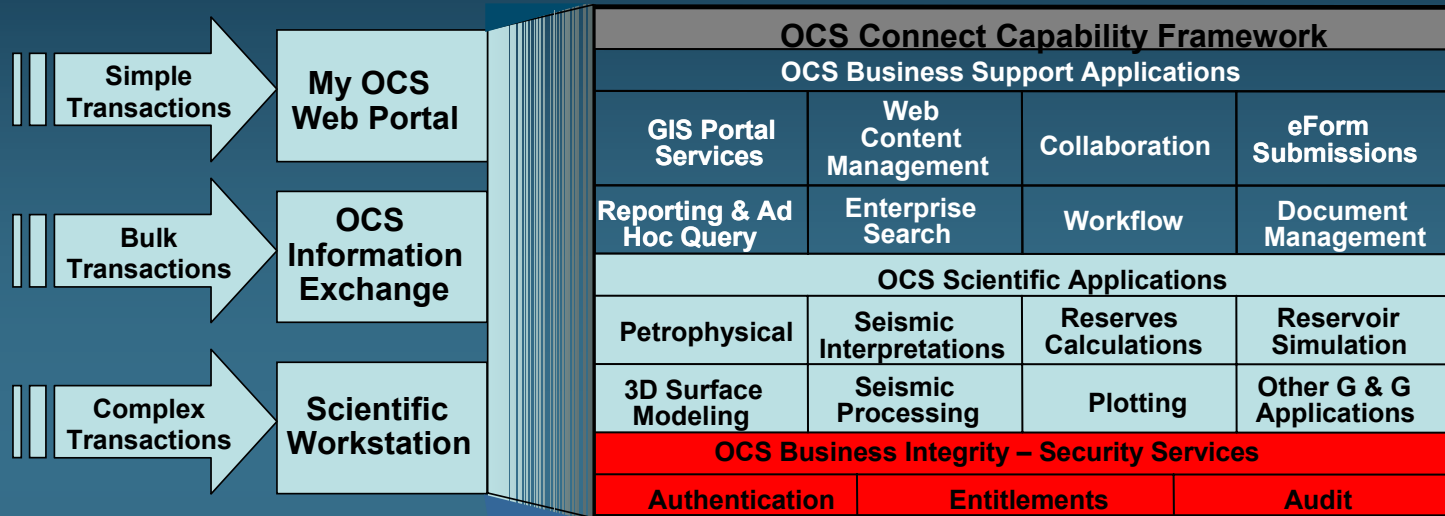 Simple
Transactions
My OCS
Web Portal
Bulk
Transactions
OCS
Information
Exchange
Complex
Transactions
Scientific
Workstation
OCS Connect Capability Framework
OCS Business Support Applications
GIS Portal
Services
Web
Content
Management
Collaboration
eForm
Submissions
Reporting & Ad
Hoc Query
Enterprise
Search
Workflow
Document
Management
OCS Scientific Applications
Petrophysical
Seismic
Interpretations
Reserves
Calculations
Reservoir
Simulation
3D Surface
Modeling
Seismic
Processing
Plotting
Other G & G
Applications
OCS Business Integrity – Security Services
Authentication
Entitlements
Audit